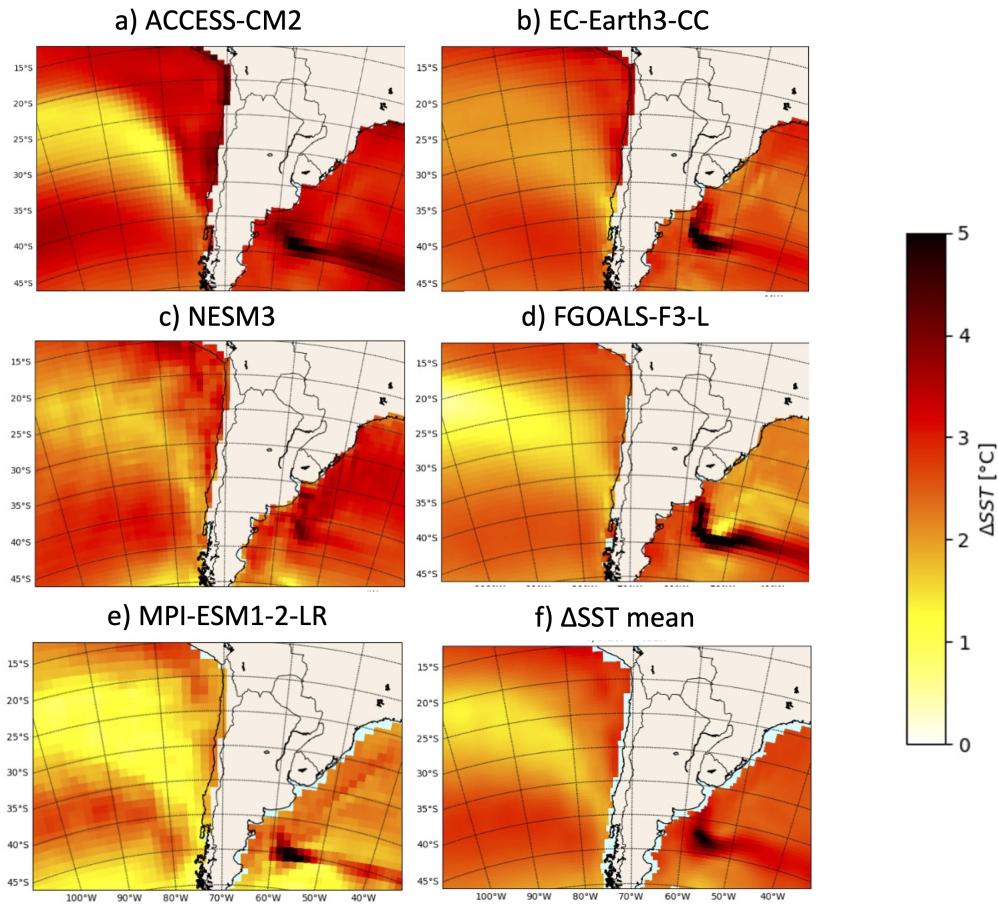 a) ACCESS-CM2
b) EC-Earth3-CC
15°S
20°S
25°S
30°S
35°S
40°S
45°S
15°S
20°S
25°S
30°S
35°S
40°S
45°S
c) NESM3
d) FGOALS-F3-L
15°S
20°S
25°S
30°S
35°S
40°S
45°S
15°S
20°S
25°S
30°S
35°S
40°S
45°S
e) MPI-ESM1-2-LR
f) ΔSST mean
15°S
20°S
25°S
30°S
35°S
40°S
45°S
100°W 90°W 80°W 70°W 60°W 50°W 40°W
15°S
20°S
25°S
30°S
35°S
40°S
45°S
100°W 90°W 80°W 70°W 60°W 50°W 40°W
5
4
3
2
1
0
ΔSST [°C]